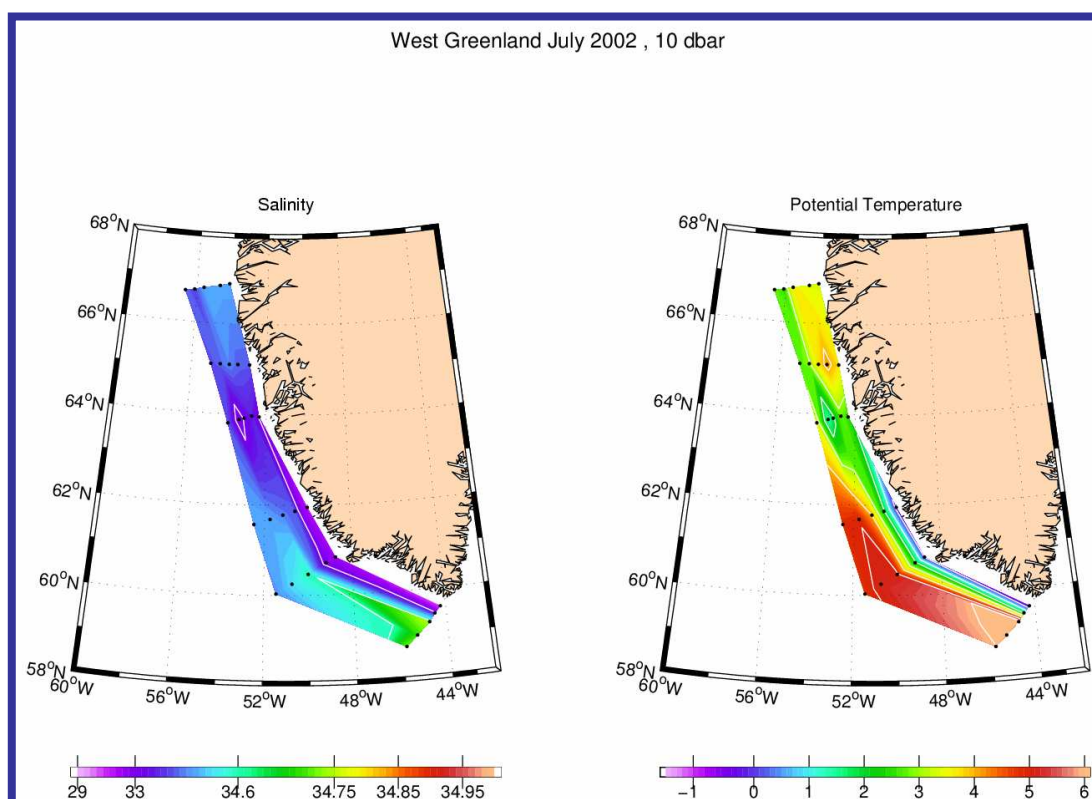 West Greenland July 2002 , 10 dbar
Salinity
68°N
66°N
64°N
62°N
60°N
58°N
60°W
56°W
52°W
48°W
44°W
29
33
34.6
34.75
34.85
34.95
Potential Temperature
68°N
66°N
64°N
62°N
60°N
58°N
60°W
56°W
52°W
48°W
44°W
−1
0
1
2
3
4
5
6